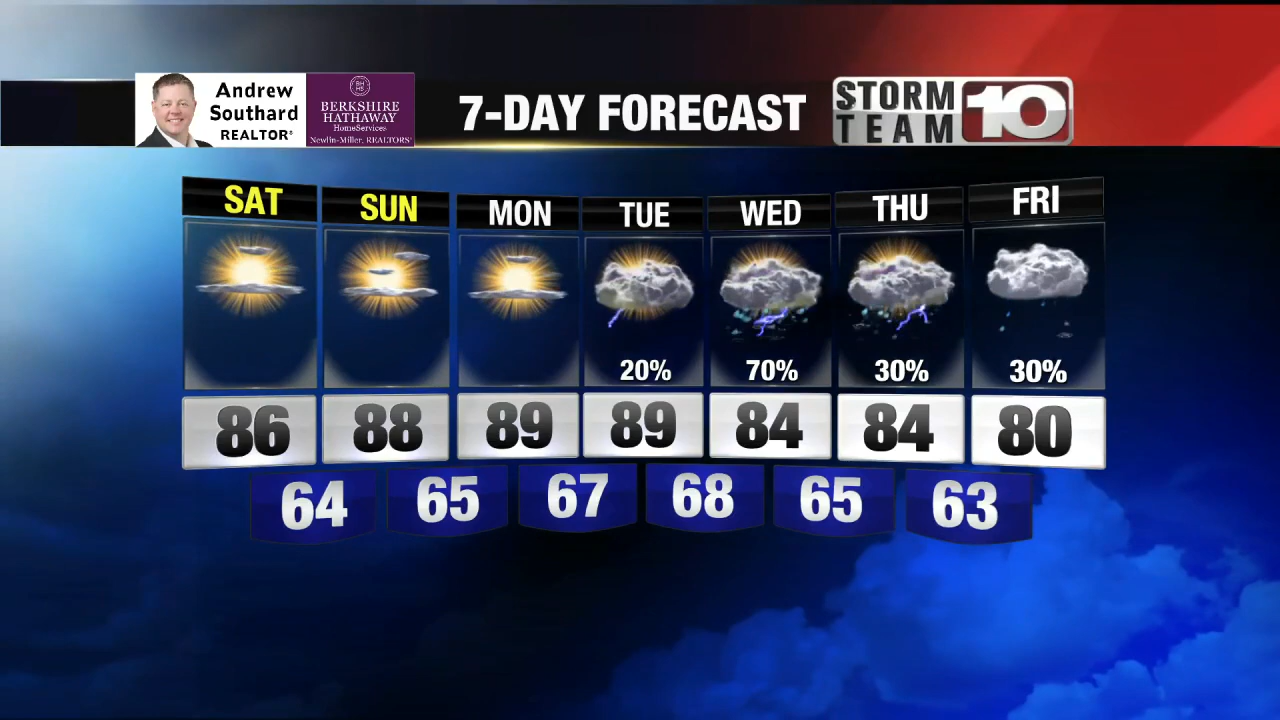 Andrew
Southard
REALTOR®
BH
HS
BERKSHIRE
HATHAWAY
HomeServices
Newlin-Miller, REALTORS®
7-DAY FORECAST
STORM
TEAM
10
SAT SUN MON TUE WED THU FRI
20% 70% 30% 30%
86 88 89 89 84 84 80
64 65 67 68 65 63